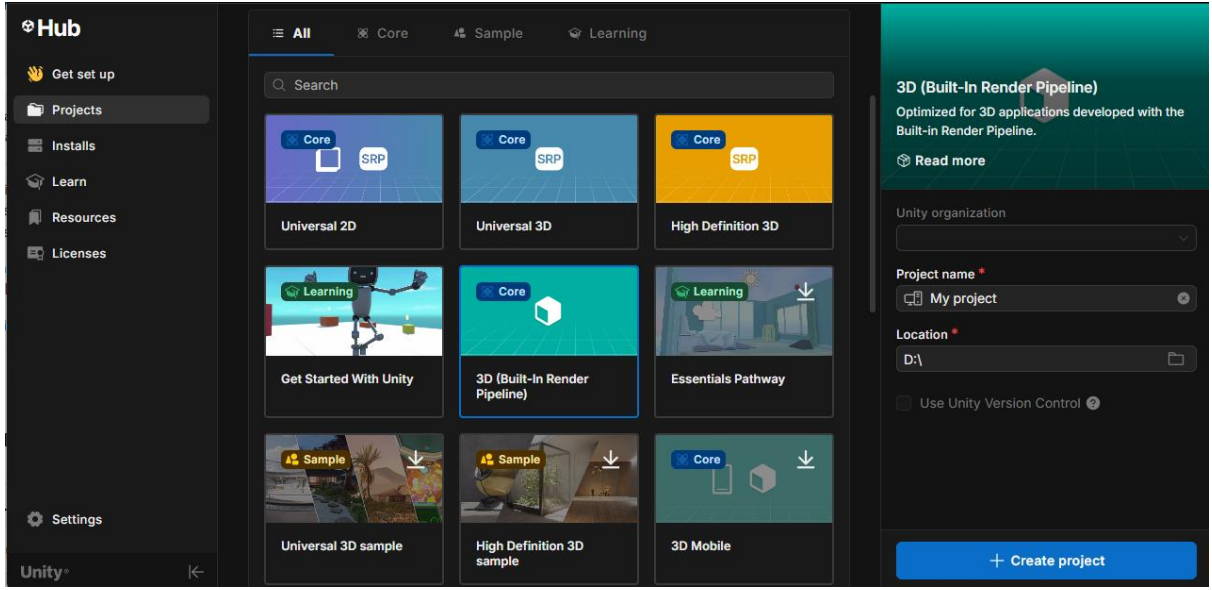 Hub
Get set up
Projects
Installs
Learn
Resources
Licenses
Settings
Unity®
All
Core
Sample
Learning
Search
Core
SRP
Universal 2D
Core
SRP
Universal 3D
Core
SRP
High Definition 3D
Learning
Get Started With Unity
Core
3D (Built-In Render
Pipeline)
Learning
Essentials Pathway
Sample
Universal 3D sample
Sample
High Definition 3D
sample
Core
3D Mobile
3D (Built-In Render Pipeline)
Optimized for 3D applications developed with the
Built-in Render Pipeline.
Read more
Unity organization
Project name *
My project
Location *
D:\
Use Unity Version Control ?
+ Create project